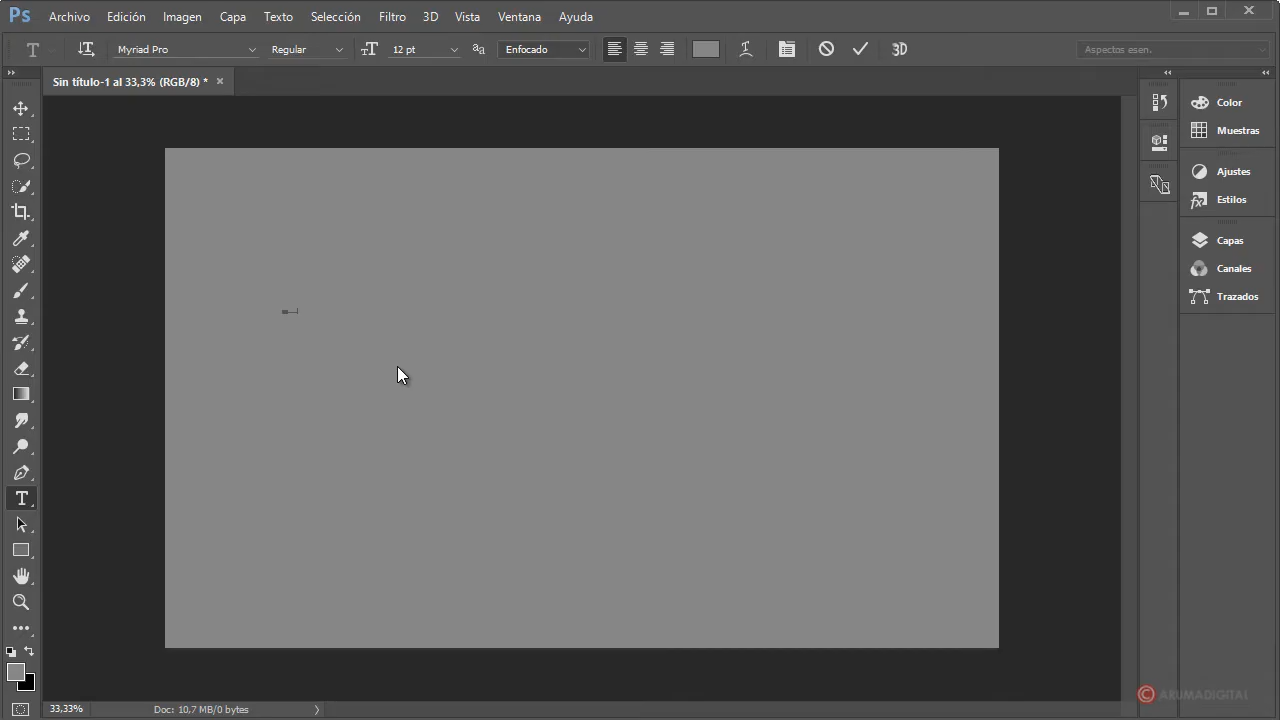 Ps Archivo Edición Imagen Capa Texto Selección Filtro 3D Vista Ventana Ayuda
T Myriad Pro Regular 12 pt aa Enfocado 3D Aspectos esen.
Sin título-1 al 33,3% (RGB/8) * ×
Color
Muestras
Ajustes
Estilos
Capas
Canales
Trazados
33,33% Doc: 10,7 MB/0 bytes
© ARUMADIGITAL